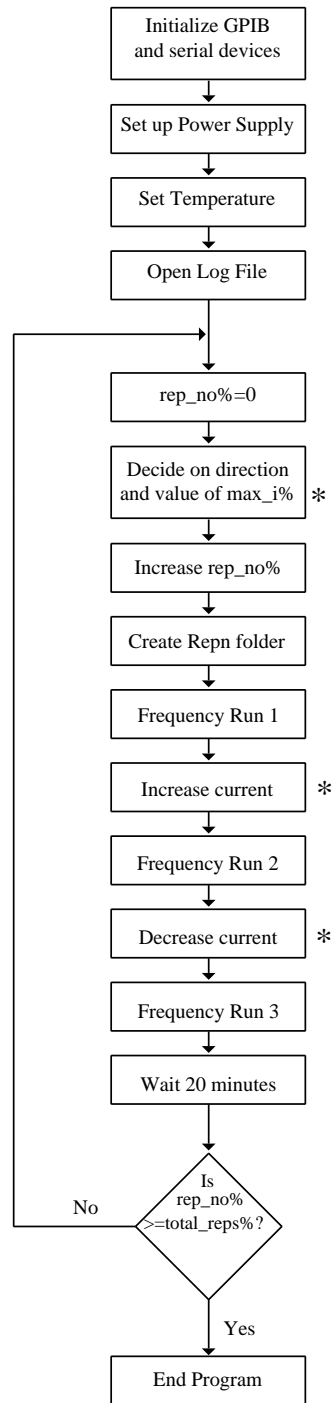 Initialize GPIB
and serial devices
Set up Power Supply
Set Temperature
Open Log File
rep_no%=0
Decide on direction
and value of max_i%
*
Increase rep_no%
Create Repn folder
Frequency Run 1
Increase current
*
Frequency Run 2
Decrease current
*
Frequency Run 3
Wait 20 minutes
Is
rep_no%
>=total_reps%?
No
Yes
End Program